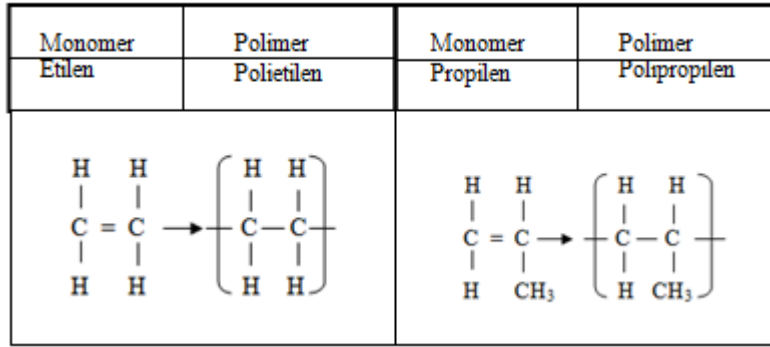 Monomer Polimer Monomer Polimer
Etilen Polietilen Propilen Polipropilen
H H H H
C = C → C — C
H H H H
H H H H
C = C → C — C
H CH₃ H CH₃